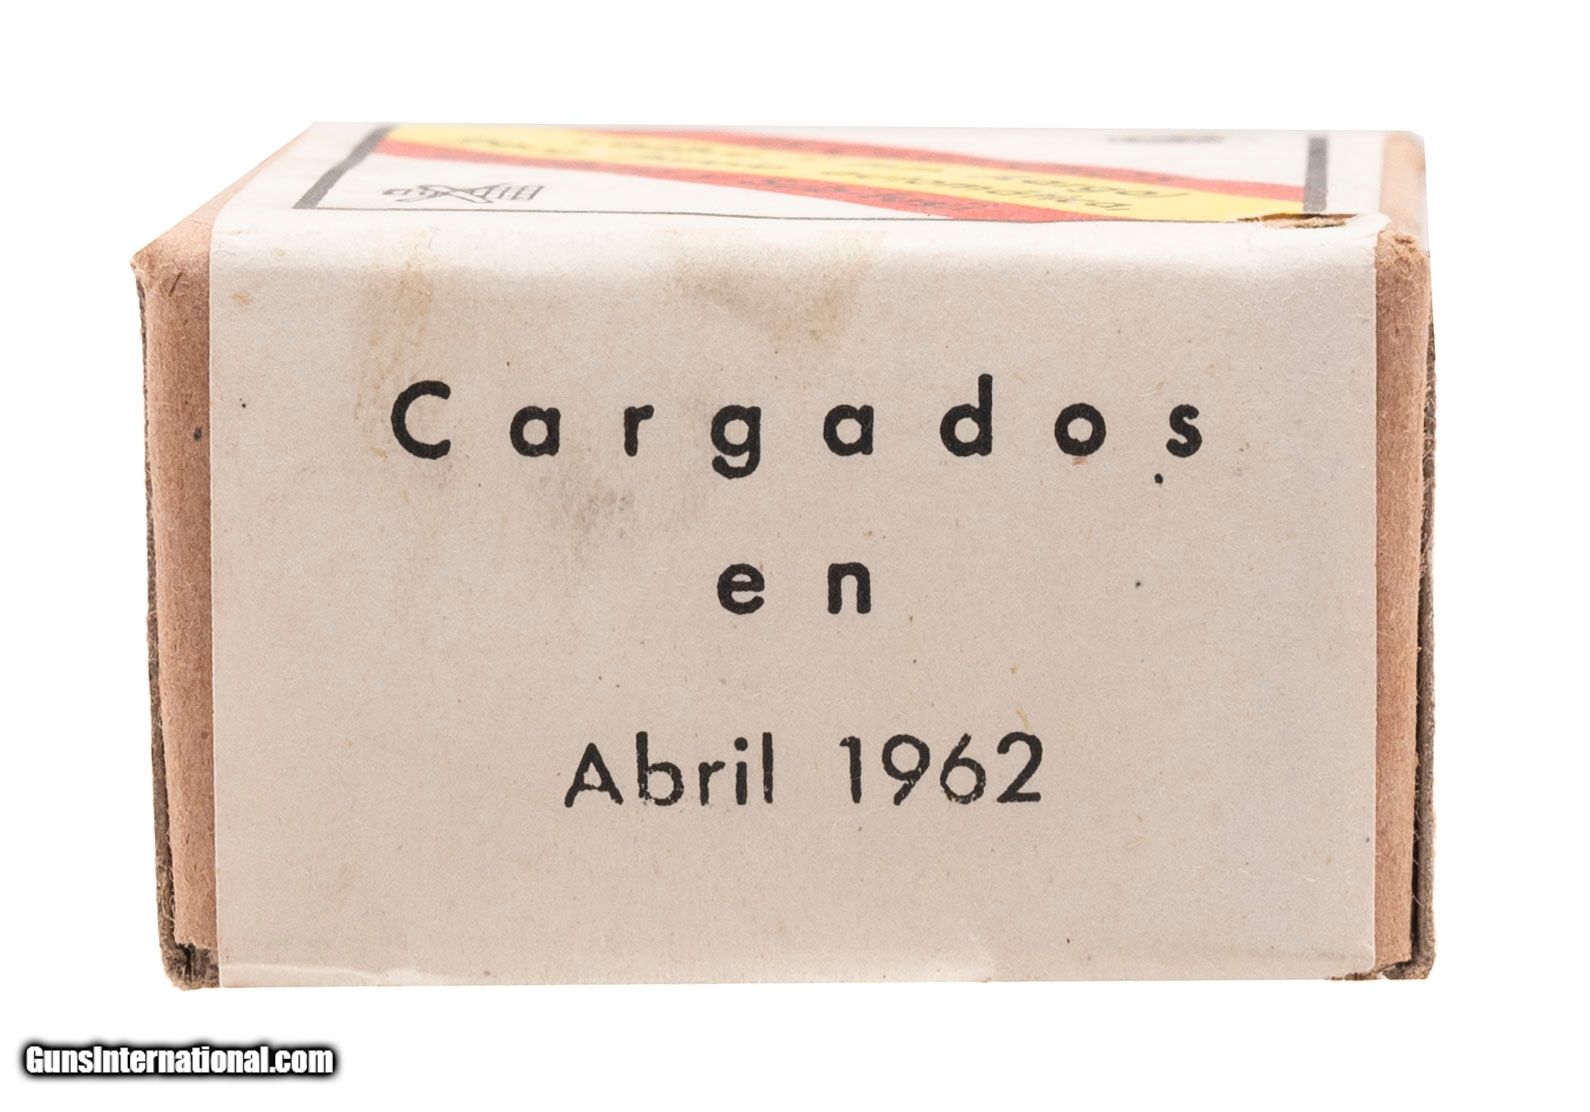 Cargados
en
Abril 1962
GunsInternational.com